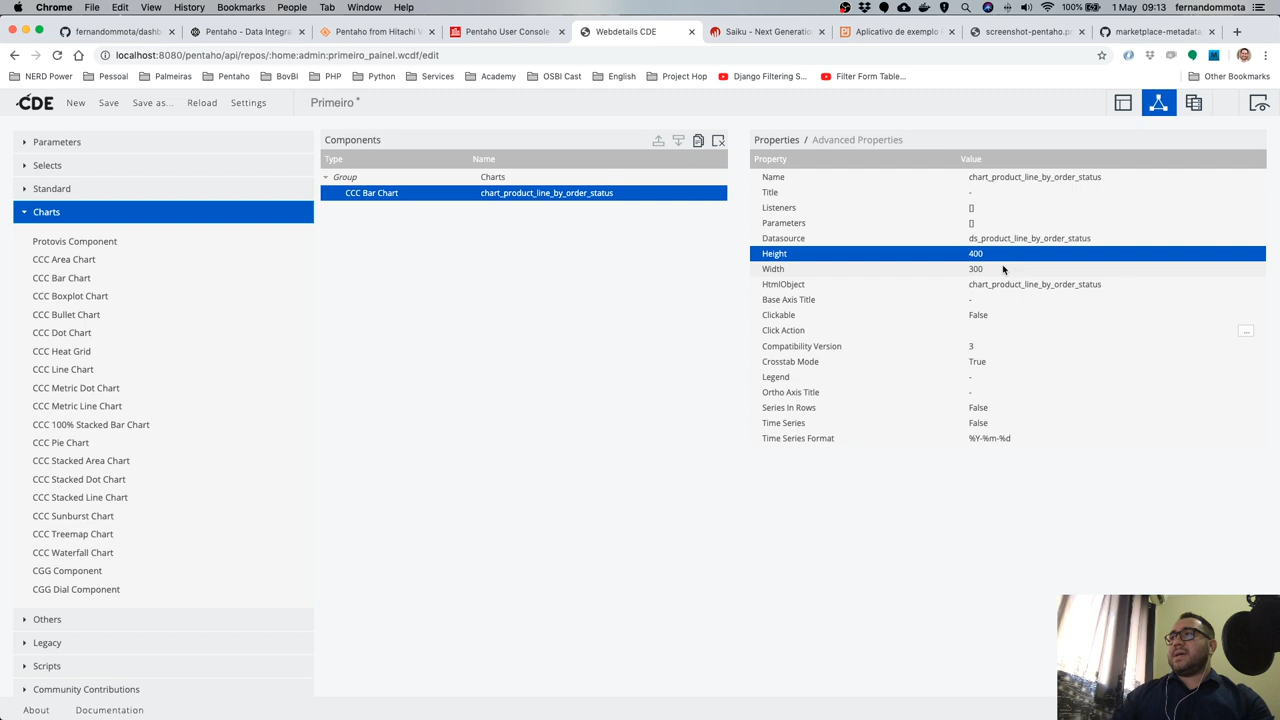 Chrome File Edit View History Bookmarks People Tab Window Help 100% 1 May 09:13 fernandommota
fernandommota/dashb Pentaho - Data Integra Pentaho from Hitachi V Pentaho User Console Webdetails CDE Saiku - Next Generation Aplicativo de exemplo screenshot-pentaho.pn marketplace-metadata
localhost:8080/pentaho/api/repos/:home:admin:primeiro_painel.wcdf/edit
NERD Power Pessoal Palmeiras Pentaho BovBI PHP Python Services Academy OSBI Cast English Project Hop Django Filtering S... Filter Form Table... Other Bookmarks
CDE New Save Save as... Reload Settings Primeiro *
Parameters
Selects
Standard
Charts
Protovis Component
CCC Area Chart
CCC Bar Chart
CCC Boxplot Chart
CCC Bullet Chart
CCC Dot Chart
CCC Heat Grid
CCC Line Chart
CCC Metric Dot Chart
CCC Metric Line Chart
CCC 100% Stacked Bar Chart
CCC Pie Chart
CCC Stacked Area Chart
CCC Stacked Dot Chart
CCC Stacked Line Chart
CCC Sunburst Chart
CCC Treemap Chart
CCC Waterfall Chart
CGG Component
CGG Dial Component
Others
Legacy
Scripts
Community Contributions
Components
Type Name
Group Charts
CCC Bar Chart chart_product_line_by_order_status
Properties / Advanced Properties
Property Value
Name chart_product_line_by_order_status
Title -
Listeners []
Parameters []
Datasource ds_product_line_by_order_status
Height 400
Width 300
HtmlObject chart_product_line_by_order_status
Base Axis Title -
Clickable False
Click Action ...
Compatibility Version 3
Crosstab Mode True
Legend -
Ortho Axis Title -
Series In Rows False
Time Series False
Time Series Format %Y-%m-%d
About Documentation